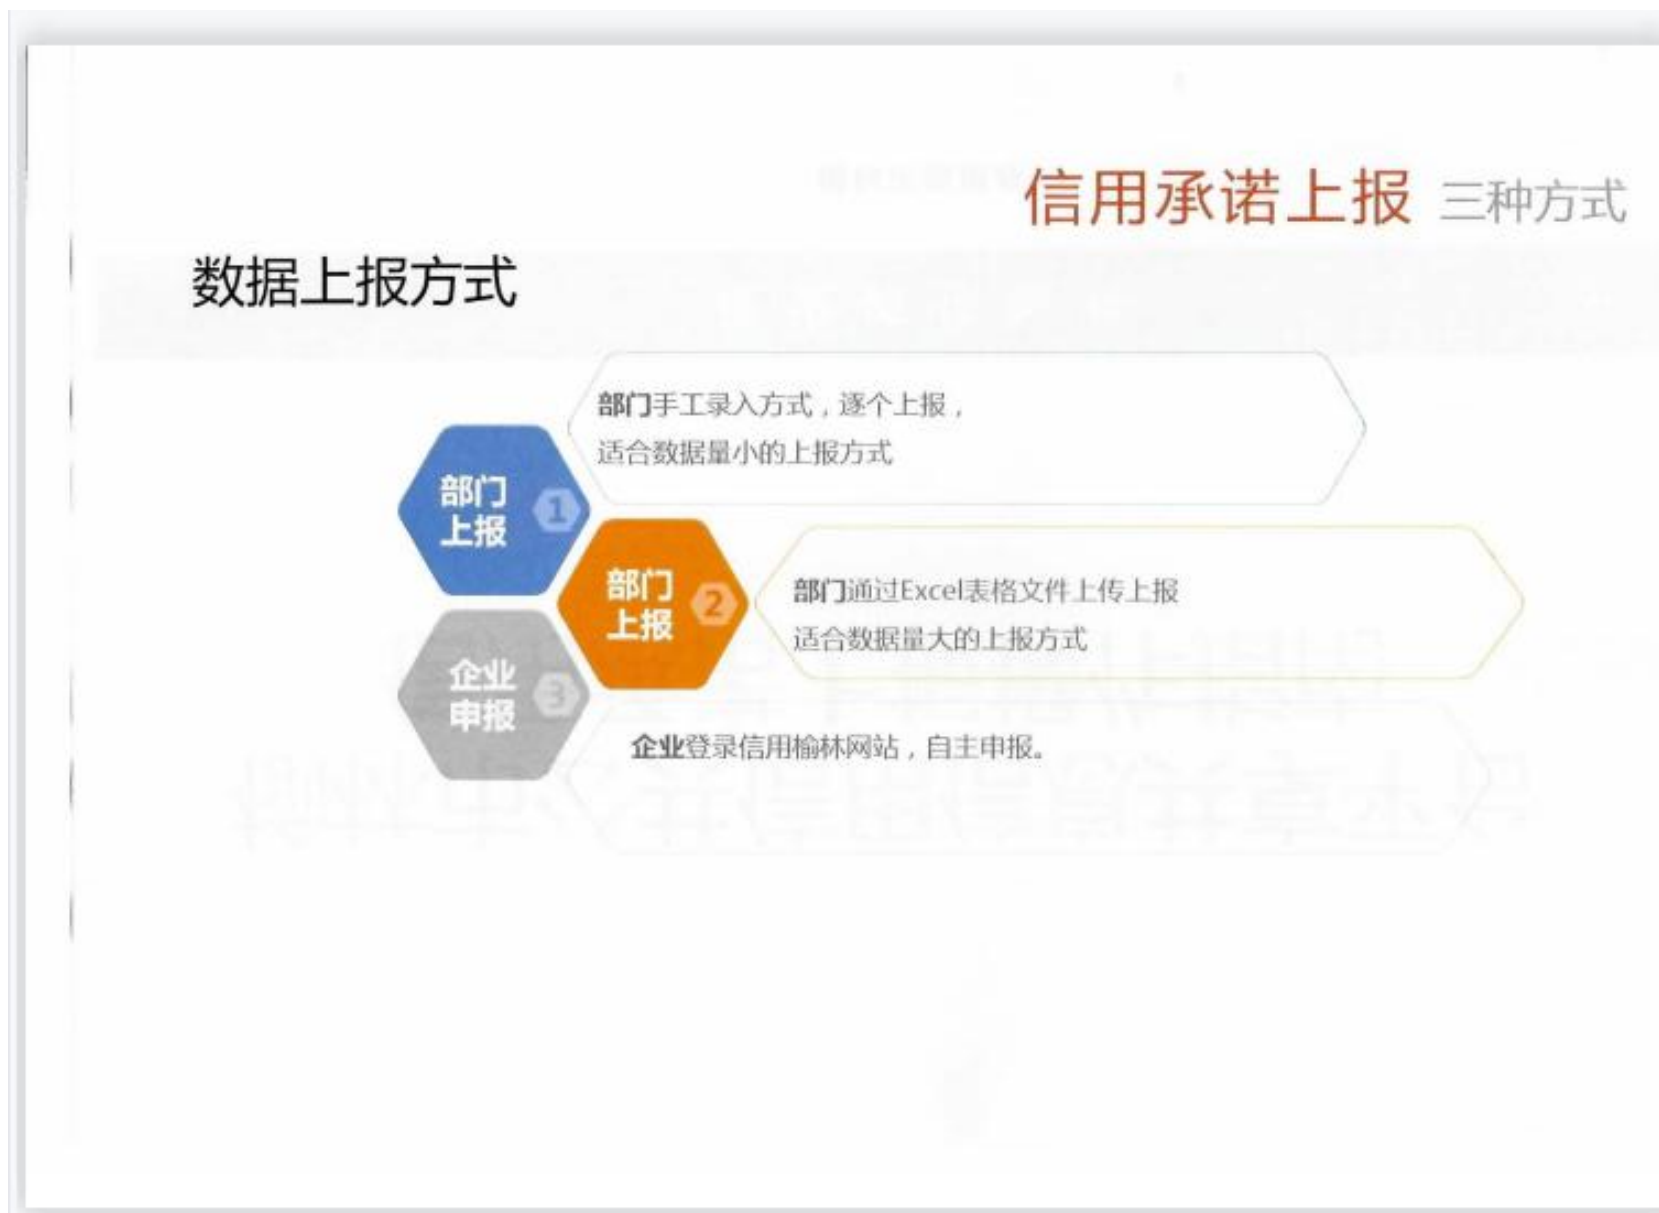 信用承诺上报 三种方式
数据上报方式
部门手工录入方式，逐个上报，
适合数据量小的上报方式
部门
上报
1
部门
上报
2
部门通过Excel表格文件上传上报
适合数据量大的上报方式
企业
申报
3
企业登录信用榆林网站，自主申报。